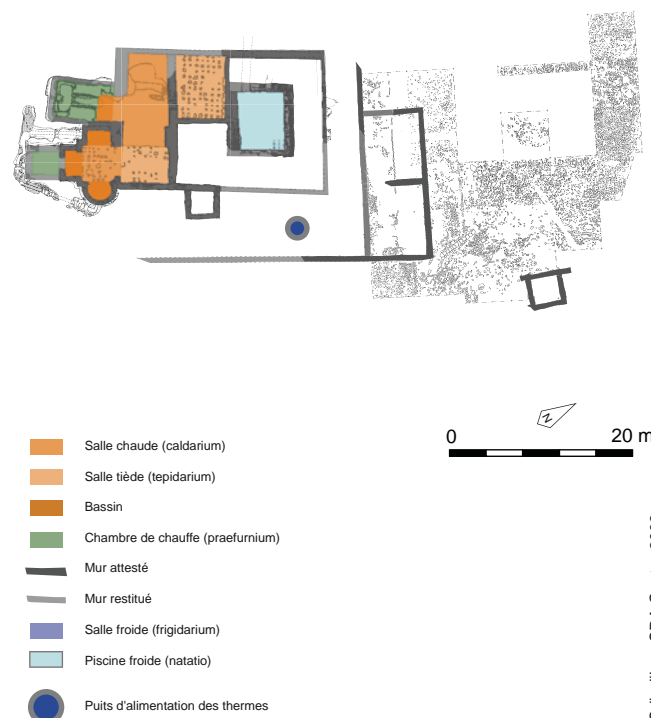 N
0 20 m
Salle chaude (caldarium)
Salle tiède (tepidarium)
Bassin
Chambre de chauffe (praefurnium)
Mur attesté
Mur restitué
Salle froide (frigidarium)
Piscine froide (natatio)
Puits d'alimentation des thermes